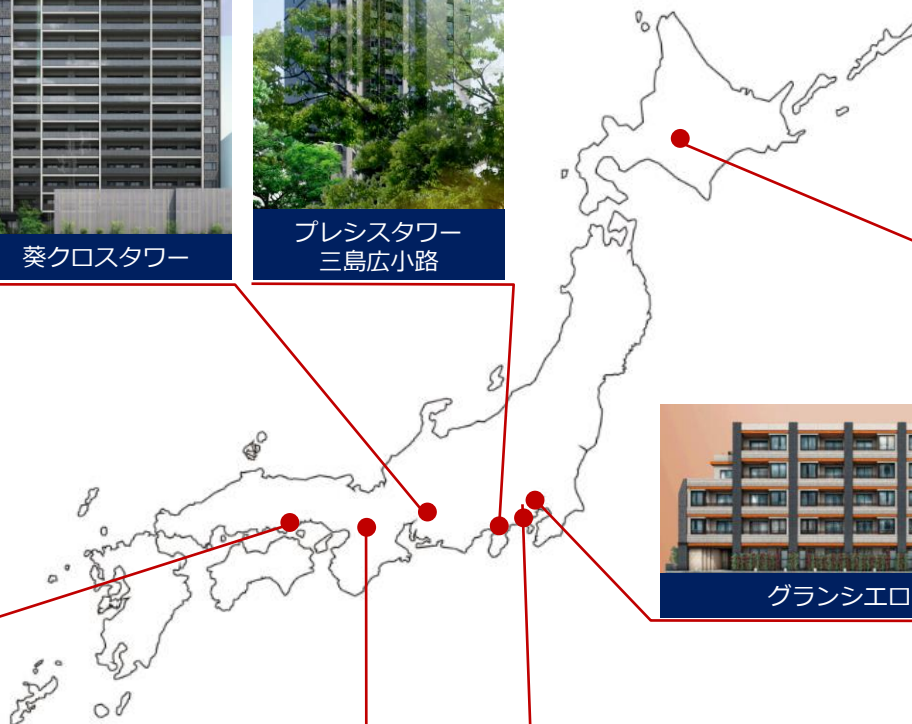 葵クロスタワー
プレシスタワー
三島広小路
グランシエロ